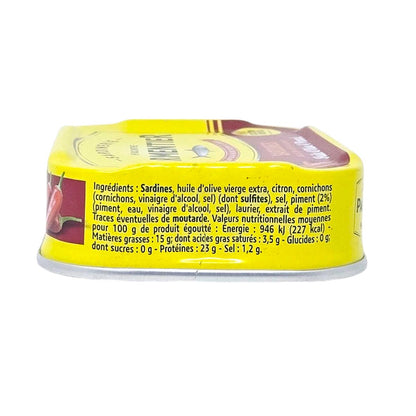 PARMENTIER
Ingrédients : Sardines, huile d'olive vierge extra, citron, cornichons
(cornichons, vinaigre d'alcool, sel) (dont sulfites), sel, piment (2%)
(piment, eau, vinaigre d'alcool, sel), laurier, extrait de piment.
Traces éventuelles de moutarde. Valeurs nutritionnelles moyennes
pour 100 g de produit égoutté : Energie : 946 kJ (227 kcal) -
Matières grasses : 15 g; dont acides gras saturés : 3,5 g - Glucides : 0 g;
dont sucres : 0 g - Protéines : 23 g - Sel : 1,2 g.